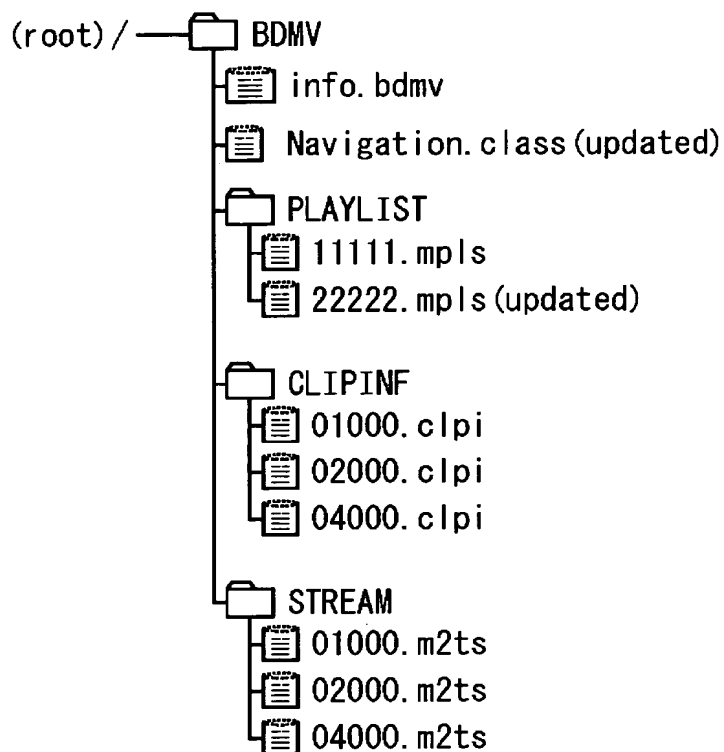 (root)/ BDMV
info.bdmv
Navigation.class(updated)
PLAYLIST
11111.mpls
22222.mpls(updated)
CLIPINF
01000.clpi
02000.clpi
04000.clpi
STREAM
01000.m2ts
02000.m2ts
04000.m2ts